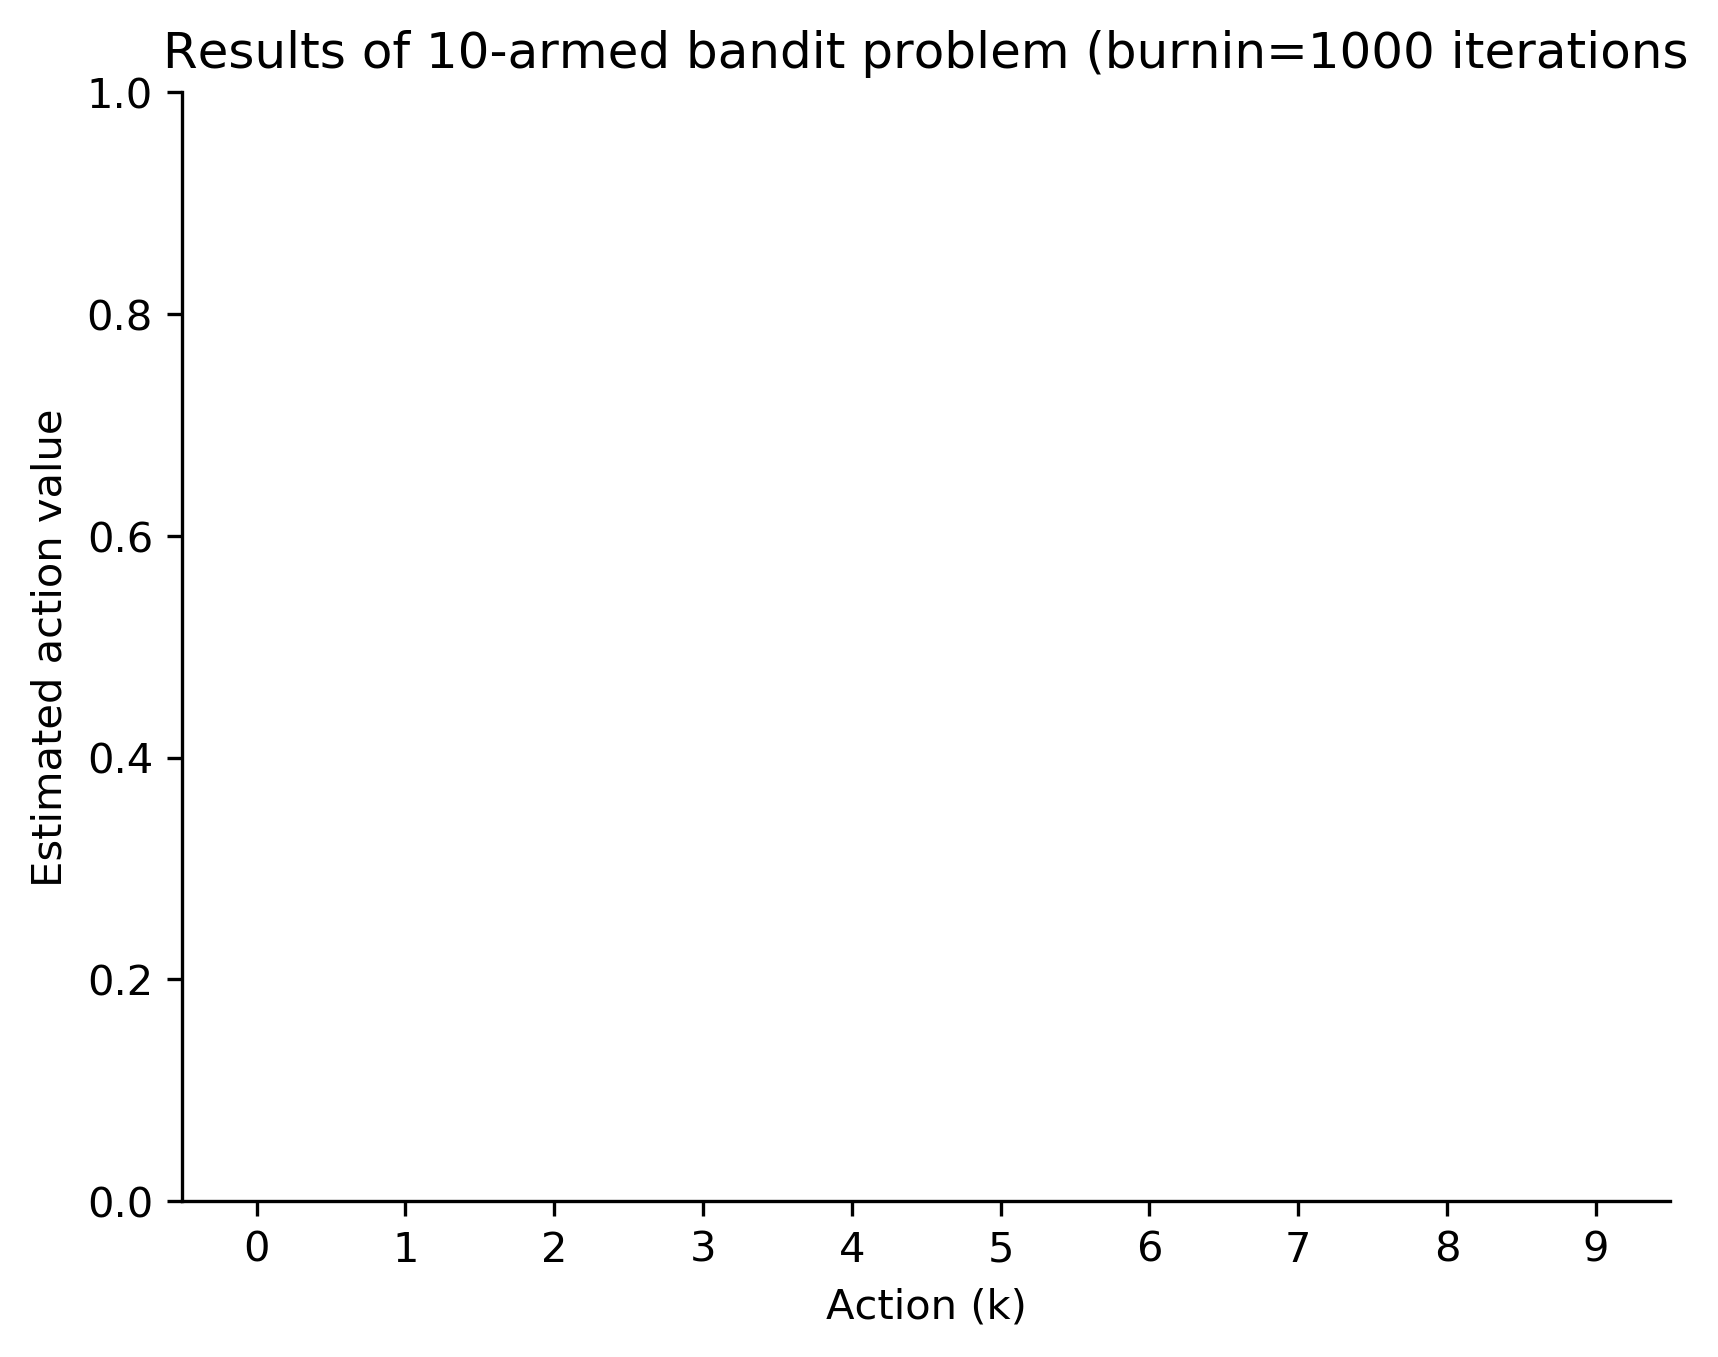 Results of 10-armed bandit problem (burnin=1000 iterations
1.0
0.8
0.6
0.4
0.2
0.0
Estimated action value
0 1 2 3 4 5 6 7 8 9
Action (k)